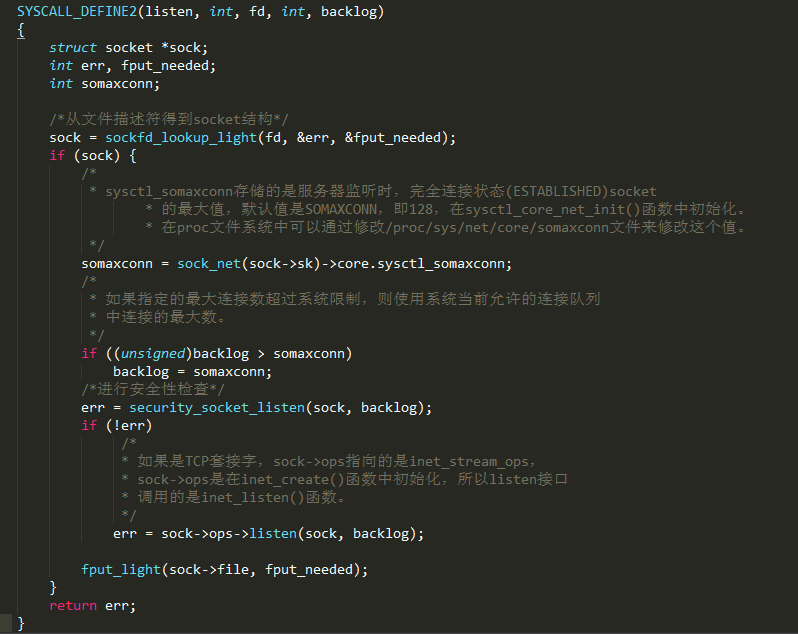 SYSCALL_DEFINE2(listen, int, fd, int, backlog)
{
    struct socket *sock;
    int err, fput_needed;
    int somaxconn;

    /*从文件描述符得到socket结构*/
    sock = sockfd_lookup_light(fd, &err, &fput_needed);
    if (sock) {
        /*
         * sysctl_somaxconn存储的是服务器监听时，完全连接状态(ESTABLISHED)socket
                * 的最大值，默认值是SOMAXCONN，即128，在sysctl_core_net_init()函数中初始化。
                * 在proc文件系统中可以通过修改/proc/sys/net/core/somaxconn文件来修改这个值。
         */
        somaxconn = sock_net(sock->sk)->core.sysctl_somaxconn;
        /*
         * 如果指定的最大连接数超过系统限制，则使用系统当前允许的连接队列
         * 中连接的最大数。
         */
        if ((unsigned)backlog > somaxconn)
            backlog = somaxconn;
        /*进行安全性检查*/
        err = security_socket_listen(sock, backlog);
        if (!err)
            /*
             * 如果是TCP套接字，sock->ops指向的是inet_stream_ops，
             * sock->ops是在inet_create()函数中初始化，所以listen接口
             * 调用的是inet_listen()函数。
             */
            err = sock->ops->listen(sock, backlog);

        fput_light(sock->file, fput_needed);
    }
    return err;
}